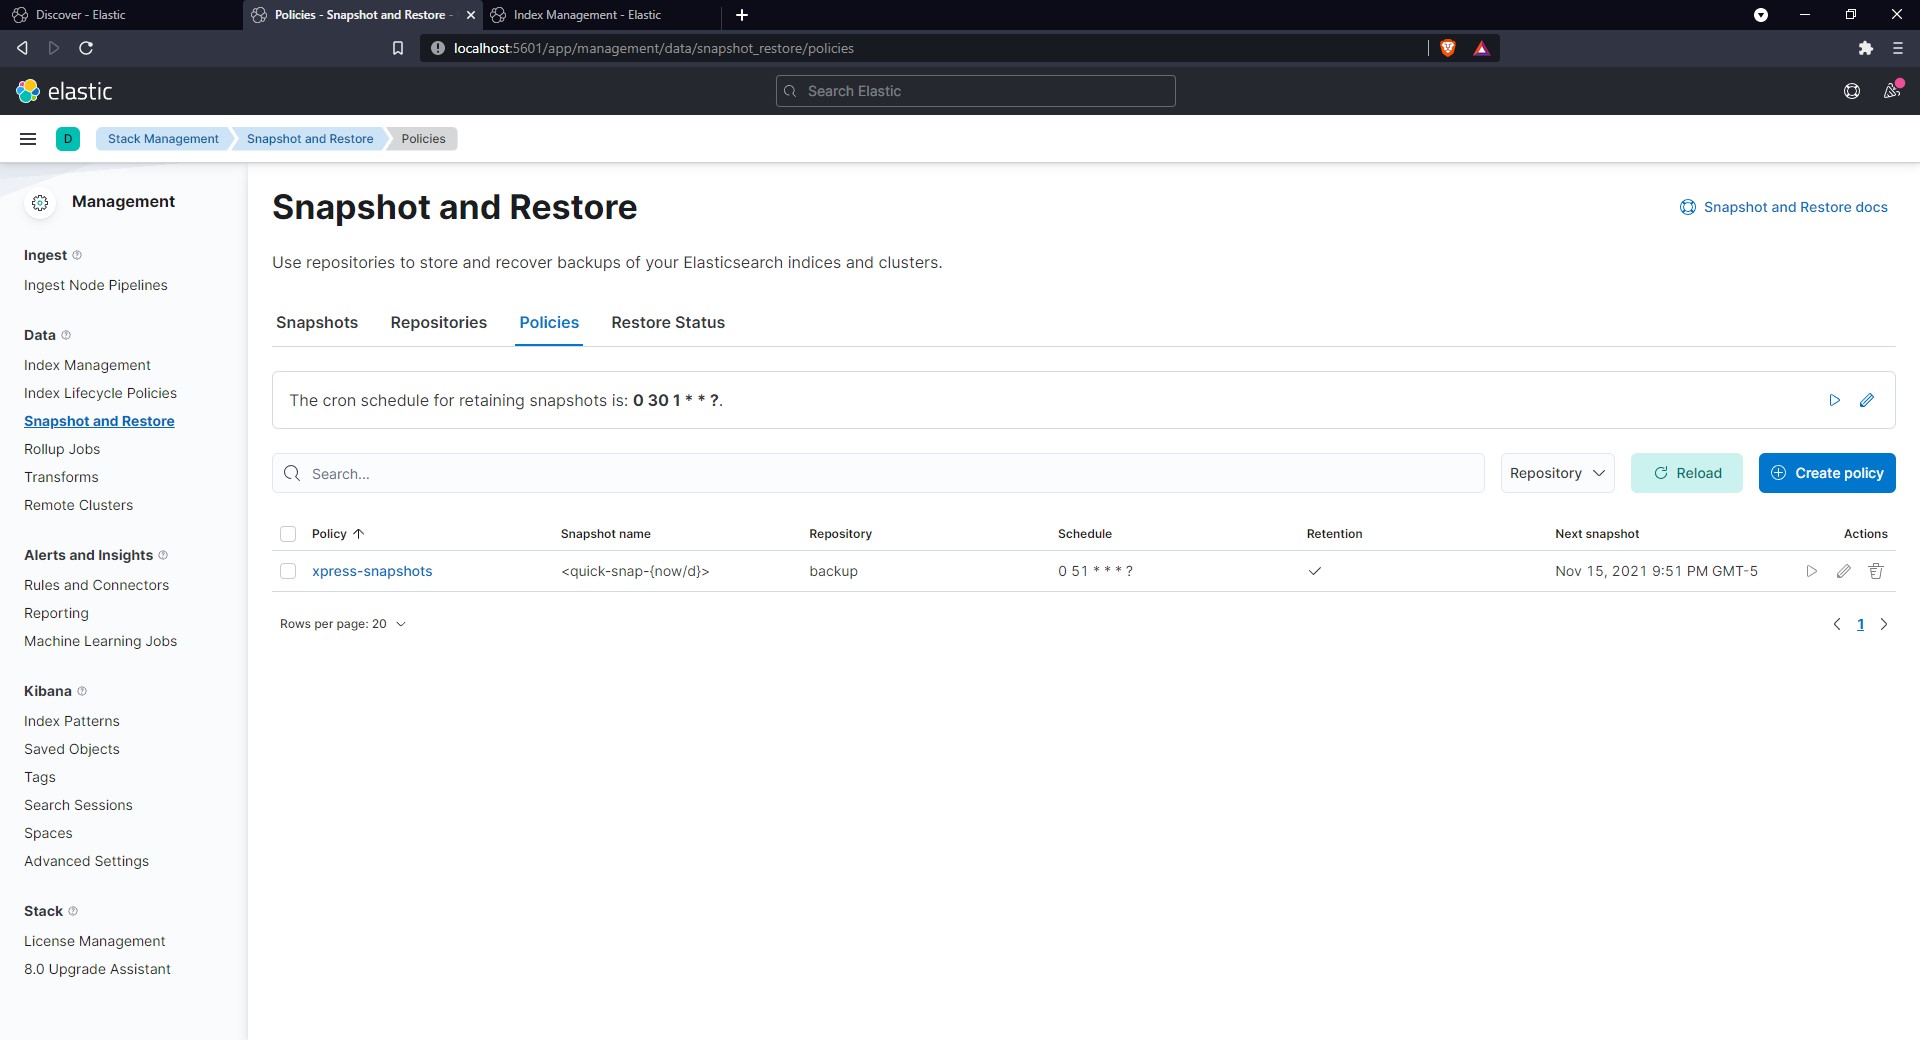 Discover - Elastic
Policies - Snapshot and Restore -
Index Management - Elastic
localhost:5601/app/management/data/snapshot_restore/policies
elastic
Search Elastic
D
Stack Management
Snapshot and Restore
Policies
Management
Ingest
Ingest Node Pipelines
Data
Index Management
Index Lifecycle Policies
Snapshot and Restore
Rollup Jobs
Transforms
Remote Clusters
Alerts and Insights
Rules and Connectors
Reporting
Machine Learning Jobs
Kibana
Index Patterns
Saved Objects
Tags
Search Sessions
Spaces
Advanced Settings
Stack
License Management
8.0 Upgrade Assistant
Snapshot and Restore
Snapshot and Restore docs
Use repositories to store and recover backups of your Elasticsearch indices and clusters.
Snapshots Repositories Policies Restore Status
The cron schedule for retaining snapshots is: 0 30 1 * * ?.
Search...
Repository
Reload
Create policy
Policy Snapshot name Repository Schedule Retention Next snapshot Actions
xpress-snapshots <quick-snap-{now/d}> backup 0 51 * * * ? Nov 15, 2021 9:51 PM GMT-5
Rows per page: 20
1